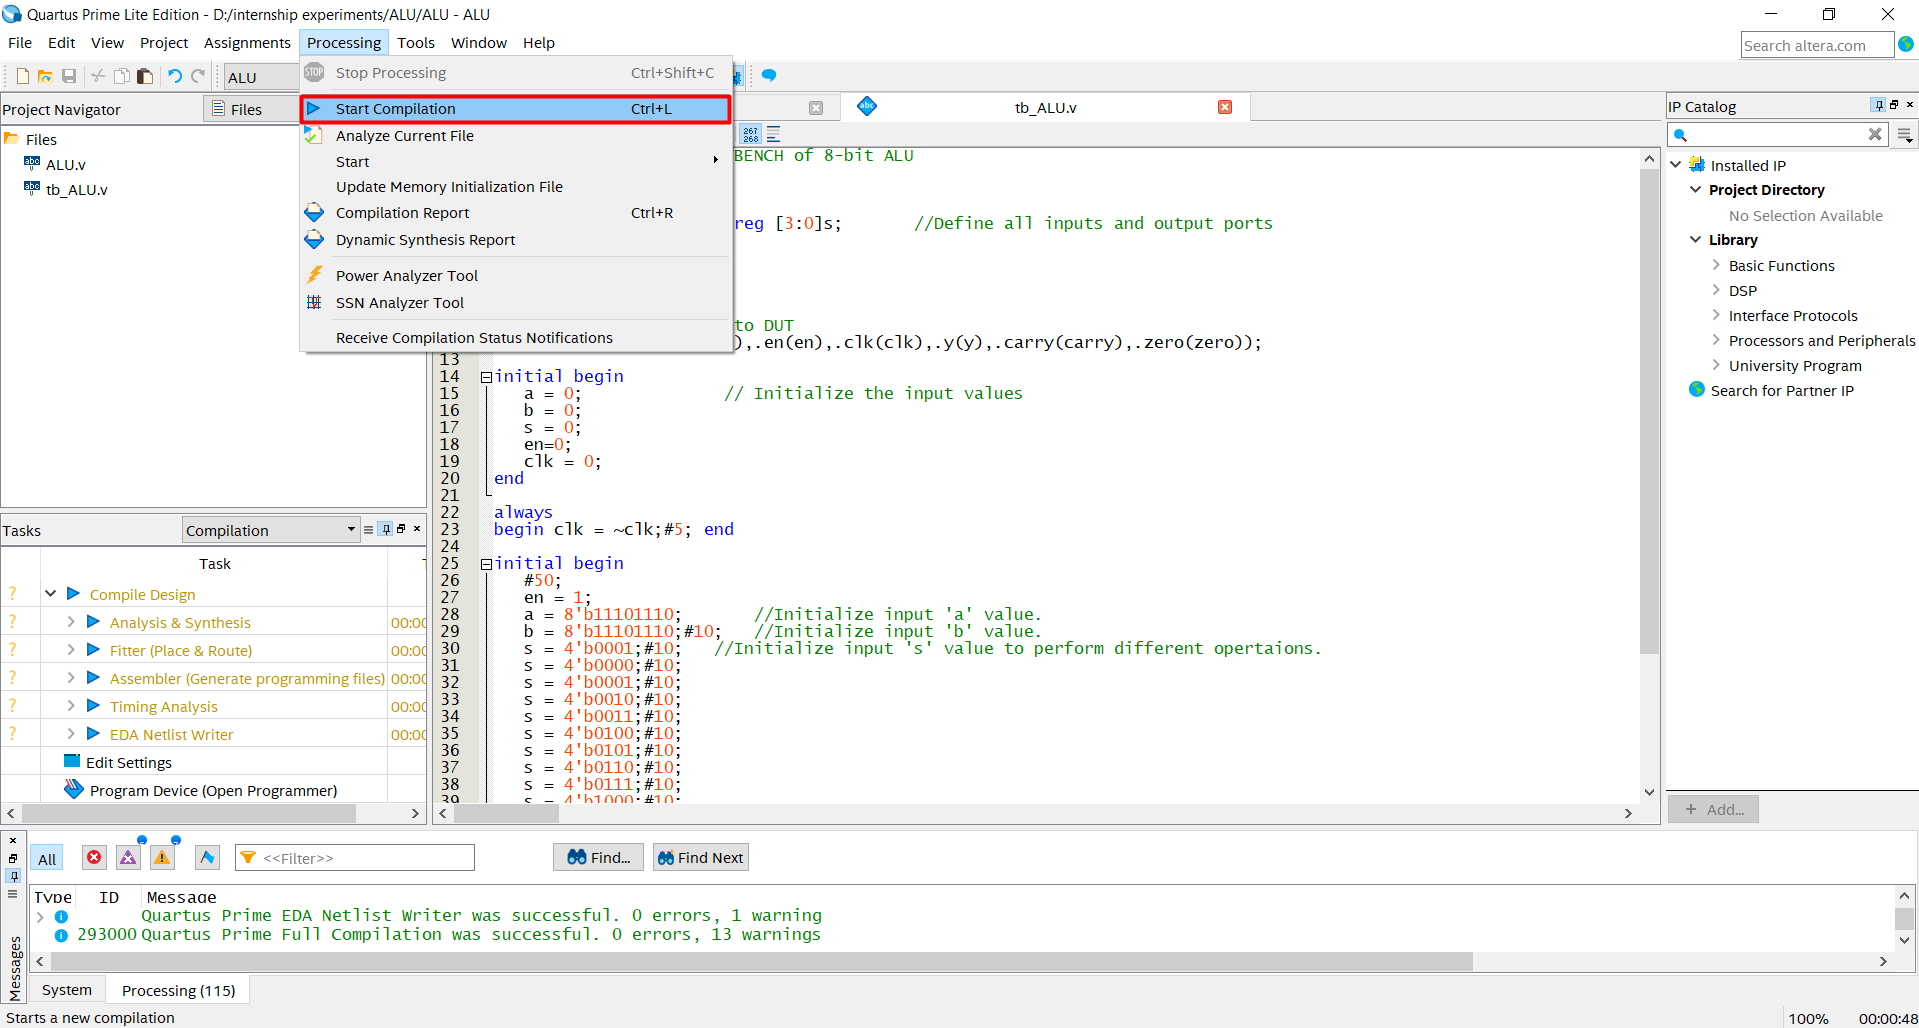 Quartus Prime Lite Edition - D:/internship experiments/ALU/ALU - ALU
File Edit View Project Assignments Processing Tools Window Help
Search altera.com
ALU
Stop Processing Ctrl+Shift+C
Start Compilation Ctrl+L
Analyze Current File
Start
Update Memory Initialization File
Compilation Report Ctrl+R
Dynamic Synthesis Report
Power Analyzer Tool
SSN Analyzer Tool
Receive Compilation Status Notifications
Project Navigator Files
Files
ALU.v
tb_ALU.v
tb_ALU.v
267
268
BENCH of 8-bit ALU
reg [3:0]s; //Define all inputs and output ports
to DUT
),.en(en),.clk(clk),.y(y),.carry(carry),.zero(zero));
13
14 initial begin
15 a = 0; // Initialize the input values
16 b = 0;
17 s = 0;
18 en=0;
19 clk = 0;
20 end
21
22 always
23 begin clk = ~clk;#5; end
24
25 initial begin
26 #50;
27 en = 1;
28 a = 8'b11101110; //Initialize input 'a' value.
29 b = 8'b11101110;#10; //Initialize input 'b' value.
30 s = 4'b0001;#10; //Initialize input 's' value to perform different opertaions.
31 s = 4'b0000;#10;
32 s = 4'b0001;#10;
33 s = 4'b0010;#10;
34 s = 4'b0011;#10;
35 s = 4'b0100;#10;
36 s = 4'b0101;#10;
37 s = 4'b0110;#10;
38 s = 4'b0111;#10;
39 s = 4'b1000;#10;
IP Catalog
Installed IP
Project Directory
No Selection Available
Library
Basic Functions
DSP
Interface Protocols
Processors and Peripherals
University Program
Search for Partner IP
+ Add...
Tasks Compilation
Task
? Compile Design
? Analysis & Synthesis 00:00
? Fitter (Place & Route) 00:00
? Assembler (Generate programming files) 00:00
? Timing Analysis 00:00
? EDA Netlist Writer 00:00
Edit Settings
Program Device (Open Programmer)
All <<Filter>> Find... Find Next
Type ID Message
Quartus Prime EDA Netlist Writer was successful. 0 errors, 1 warning
293000 Quartus Prime Full Compilation was successful. 0 errors, 13 warnings
Messages
System Processing (115)
Starts a new compilation 100% 00:00:48